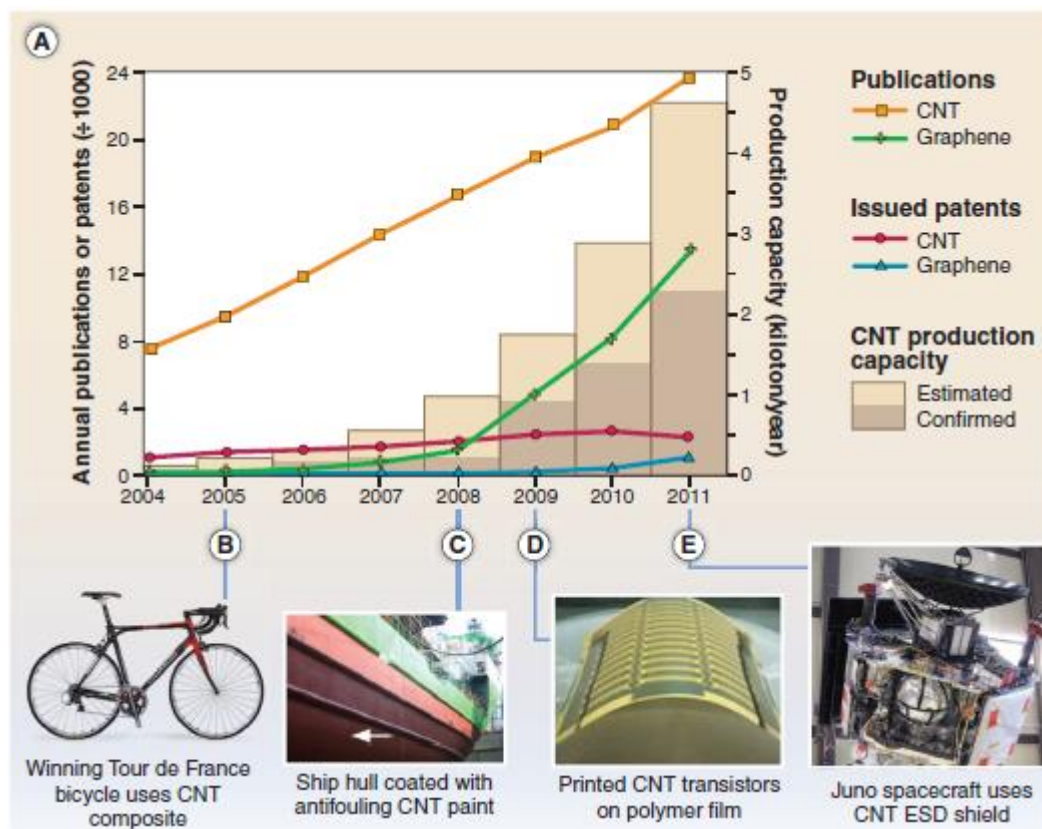 A
Annual publications or patents (÷1000)
24
20
16
12
8
4
0
5
4
3
2
1
0
Production capacity (kiloton/year)
2004 2005 2006 2007 2008 2009 2010 2011
Publications
CNT
Graphene
Issued patents
CNT
Graphene
CNT production
capacity
Estimated
Confirmed
B
C
D
E
Winning Tour de France
bicycle uses CNT
composite
Ship hull coated with
antifouling CNT paint
Printed CNT transistors
on polymer film
Juno spacecraft uses
CNT ESD shield